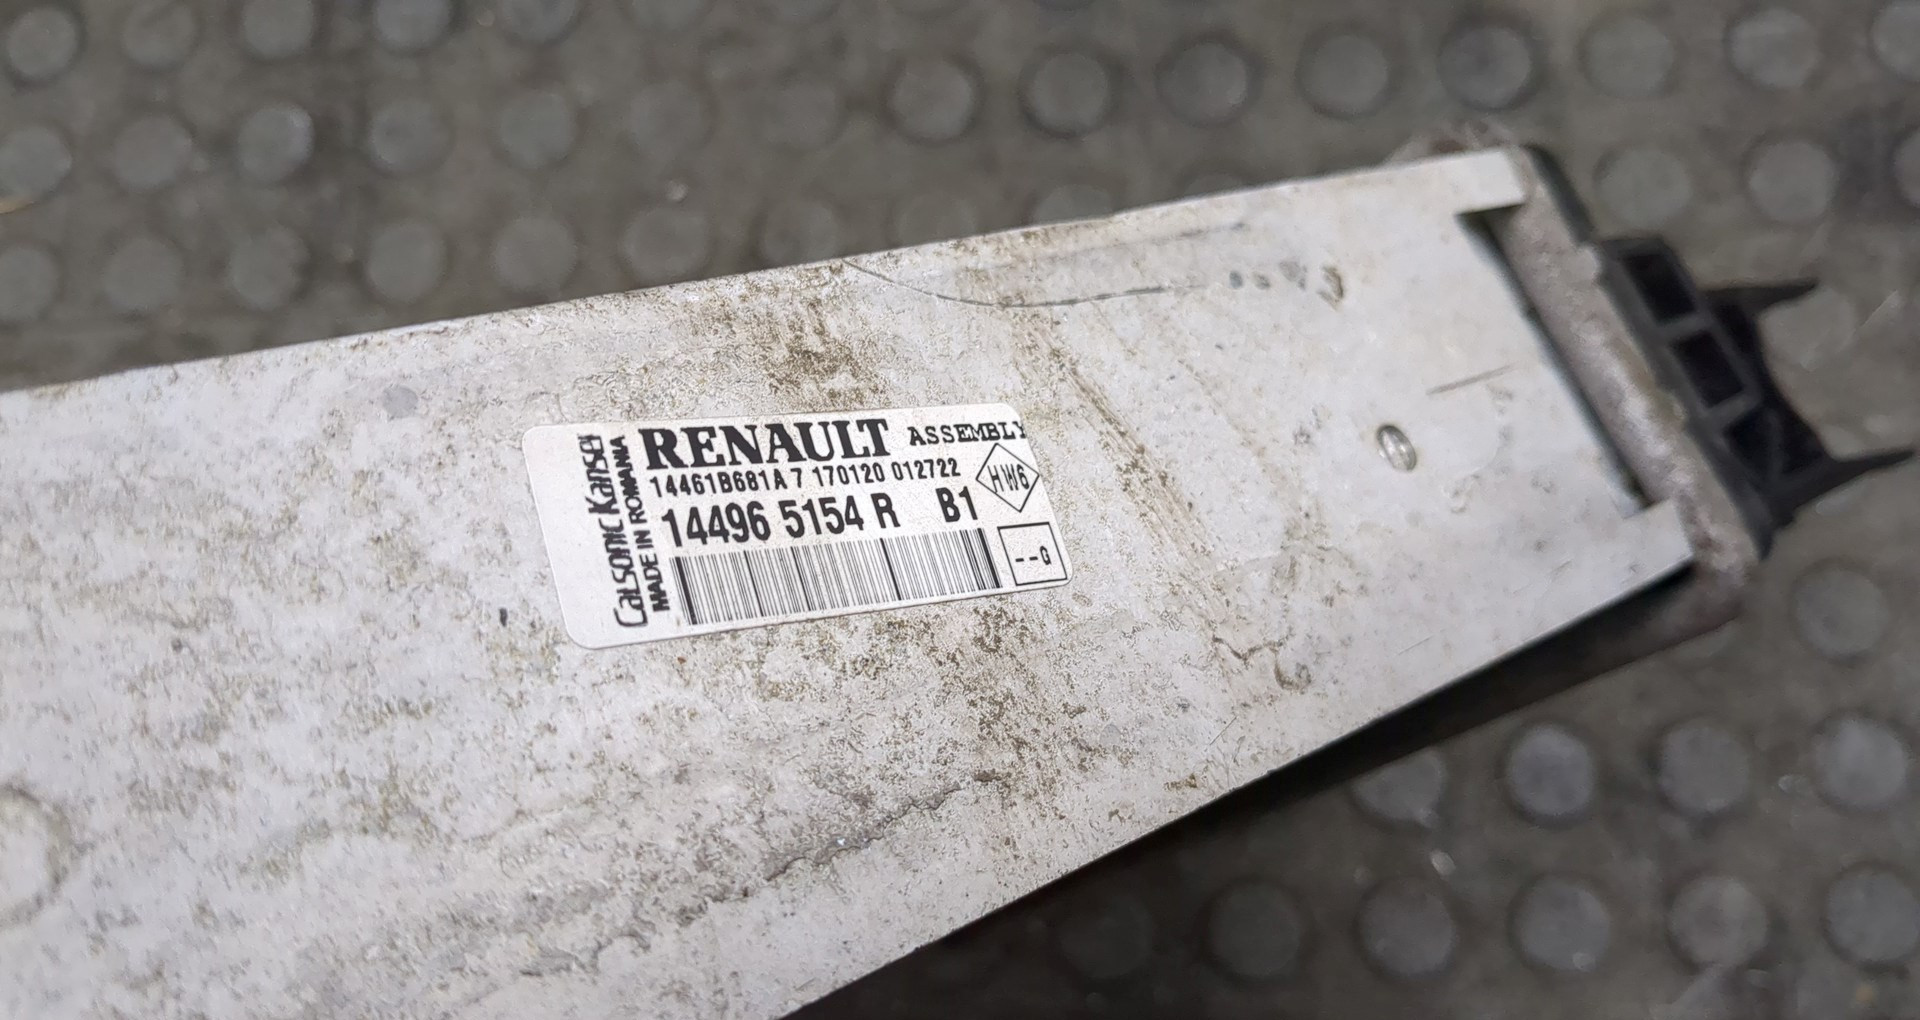 CalsonicKansei
MADE IN ROMANIA
RENAULT ASSEMBLY
14461B681A 7 170120 012722
HW6
14496 5154 R B1
--G